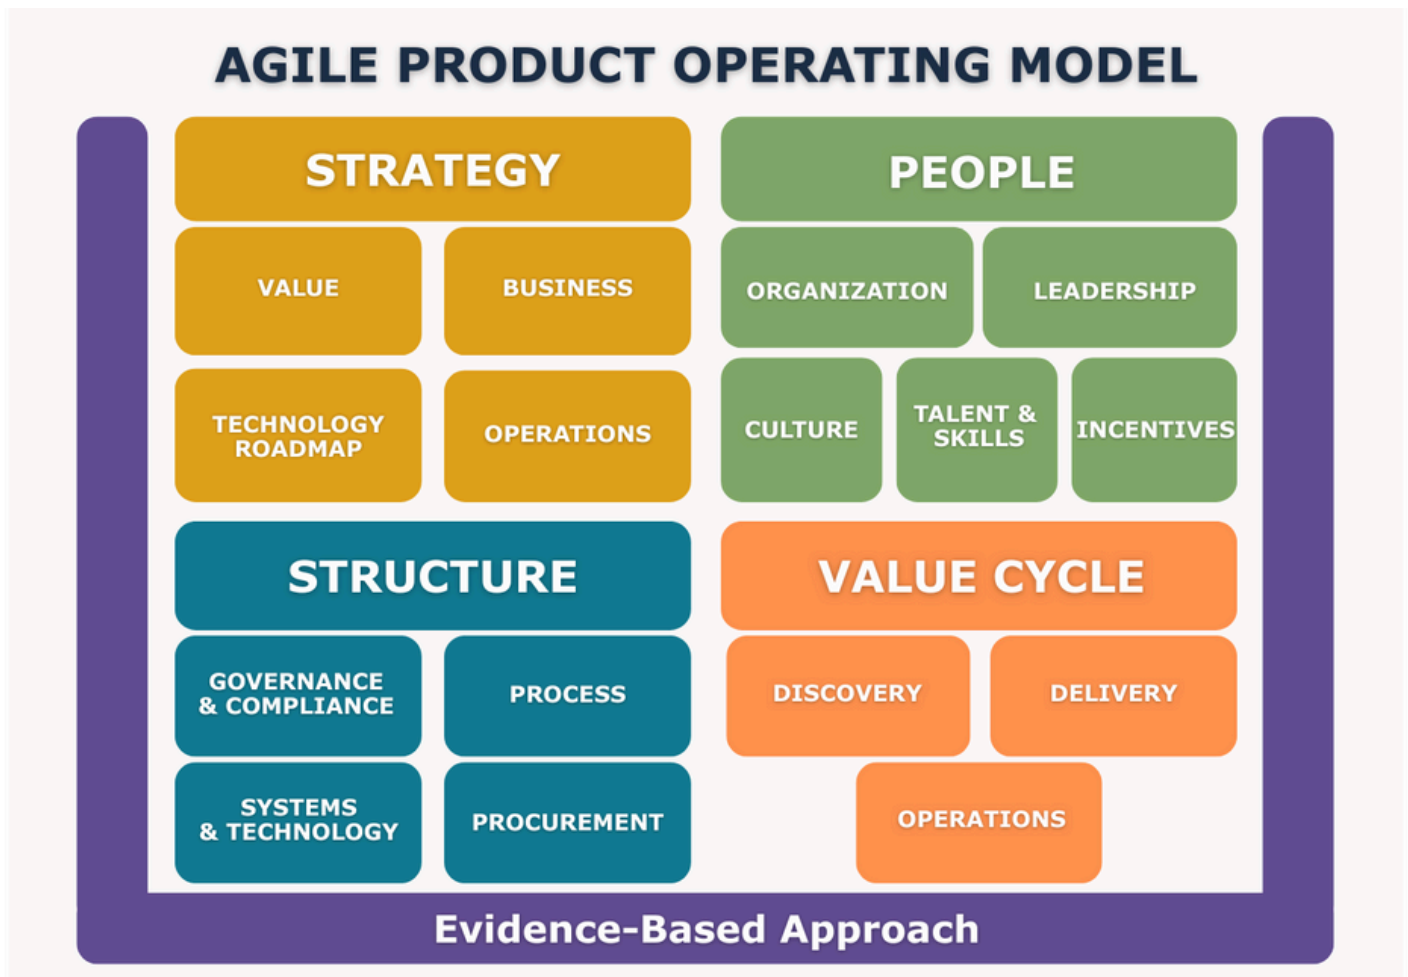 AGILE PRODUCT OPERATING MODEL
STRATEGY
VALUE
BUSINESS
TECHNOLOGY
ROADMAP
OPERATIONS
PEOPLE
ORGANIZATION
LEADERSHIP
CULTURE
TALENT &
SKILLS
INCENTIVES
STRUCTURE
GOVERNANCE
& COMPLIANCE
PROCESS
SYSTEMS
& TECHNOLOGY
PROCUREMENT
VALUE CYCLE
DISCOVERY
DELIVERY
OPERATIONS
Evidence-Based Approach